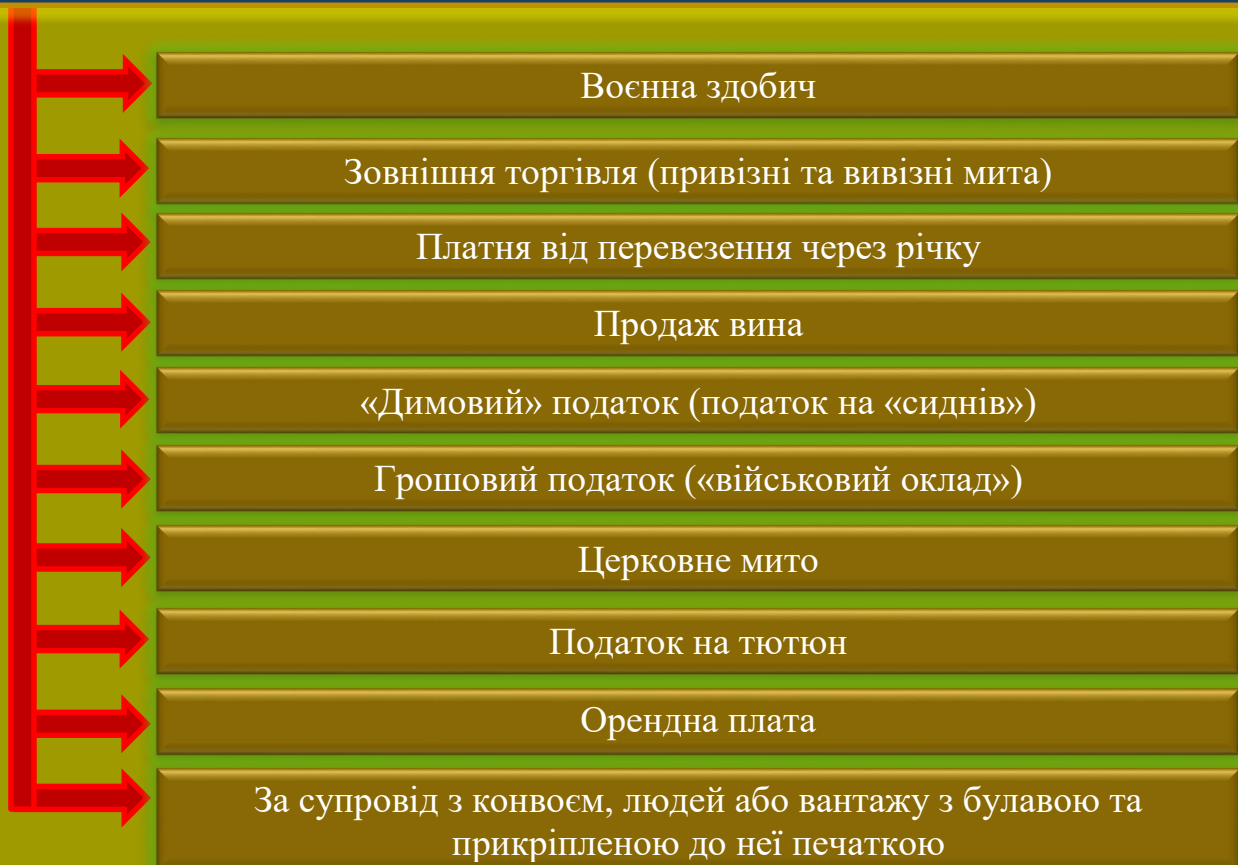 Воєнна здобич
Зовнішня торгівля (привізні та вивізні мита)
Платня від перевезення через річку
Продаж вина
«Димовий» податок (податок на «сиднів»)
Грошовий податок («військовий оклад»)
Церковне мито
Податок на тютюн
Орендна плата
За супровід з конвоєм, людей або вантажу з булавою та
прикріпленою до неї печаткою